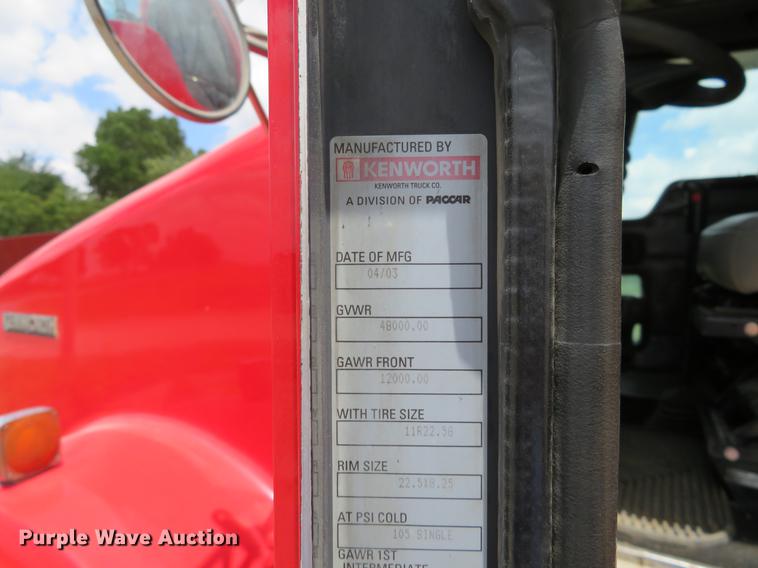 MANUFACTURED BY
KENWORTH
KENWORTH TRUCK CO.
A DIVISION OF PACCAR
DATE OF MFG
04/03
GVWR
48000.00
GAWR FRONT
12000.00
WITH TIRE SIZE
11R22.5G
RIM SIZE
22.5X8.25
AT PSI COLD
105 SINGLE
GAWR 1ST
INTERMEDIATE
Purple Wave Auction